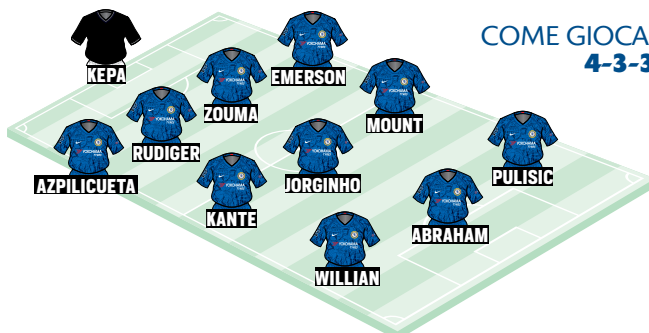 COME GIOCA
4-3-3
KEPA
EMERSON
ZOUMA
MOUNT
RUDIGER
PULISIC
AZPILICUETA
JORGINHO
KANTE
ABRAHAM
WILLIAN